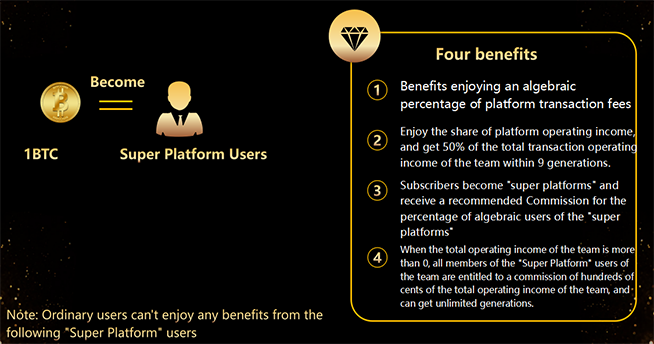 Become
1BTC
Super Platform Users
Four benefits
1
Benefits enjoying an algebraic
percentage of platform transaction fees
2
Enjoy the share of platform operating income,
and get 50% of the total transaction operating
income of the team within 9 generations.
3
Subscribers become "super platforms" and
receive a recommended Commission for the
percentage of algebraic users of the "super
platforms"
4
When the total operating income of the team is more
than 0, all members of the "Super Platform" users of
the team are entitled to a commission of hundreds of
cents of the total operating income of the team, and
can get unlimited generations.
Note: Ordinary users can't enjoy any benefits from the
following "Super Platform" users